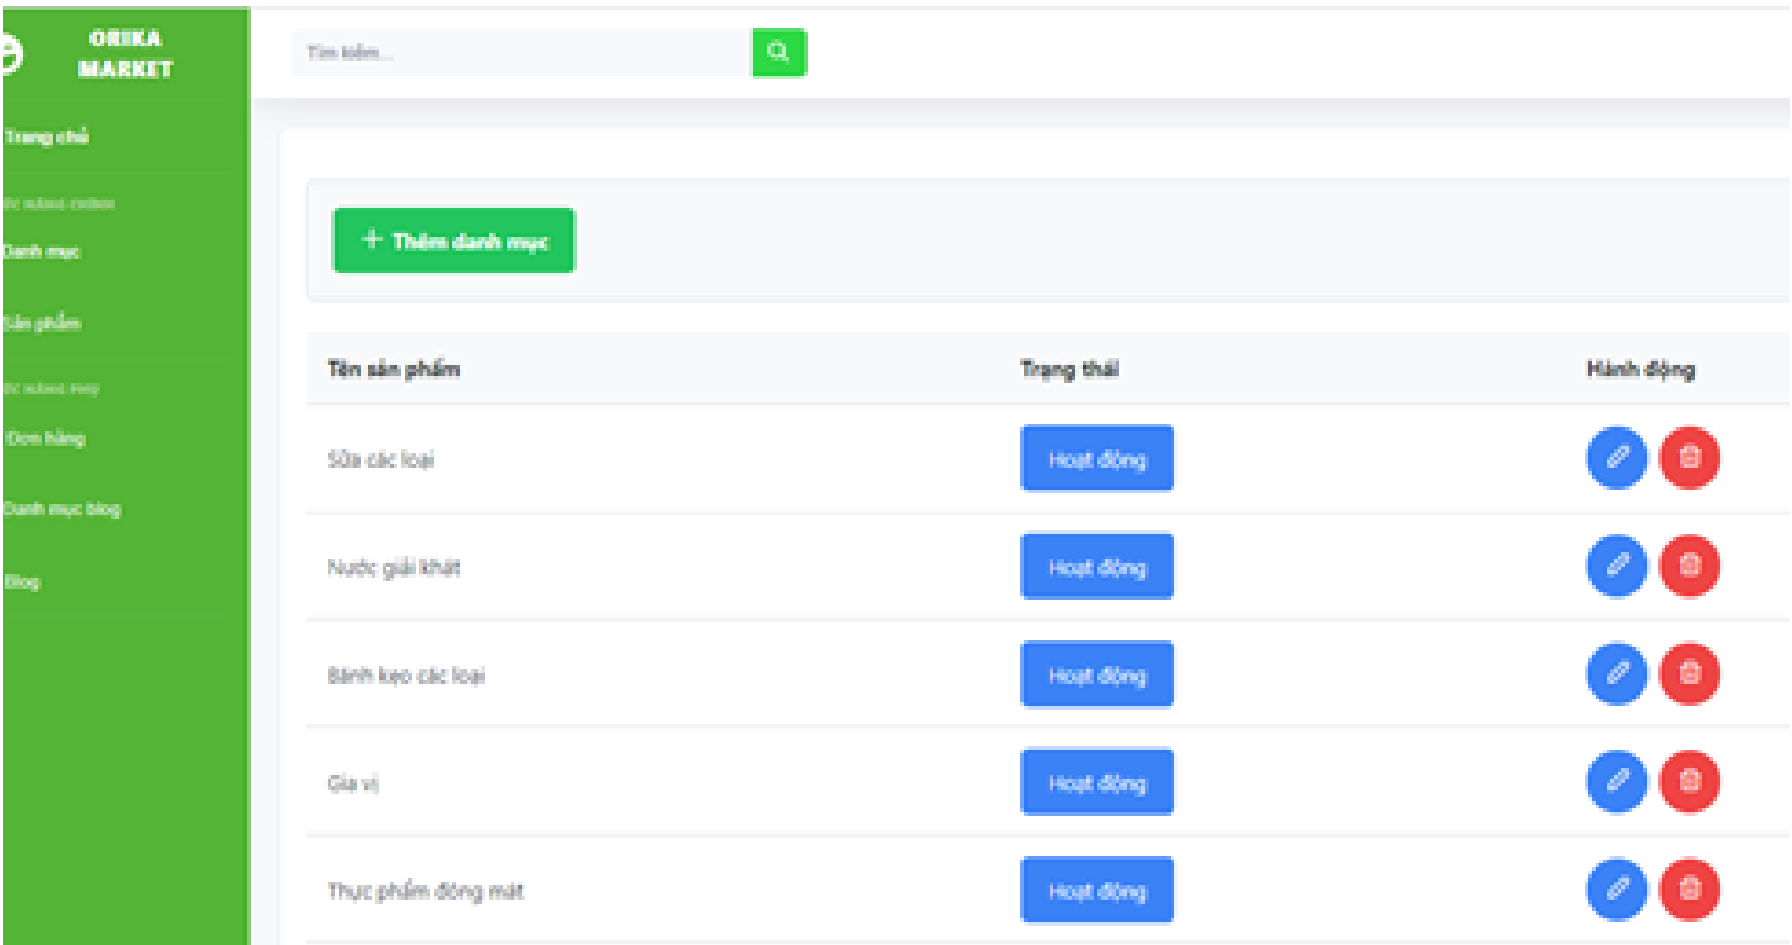 ORIKA
MARKET
Tìm kiếm...
Trang chủ
Danh mục
Sản phẩm
Đơn hàng
Danh mục blog
Blog
+ Thêm danh mục
Tên sản phẩm Trạng thái Hành động
Sữa các loại Hoạt động
Nước giải khát Hoạt động
Bánh kẹo các loại Hoạt động
Gia vị Hoạt động
Thực phẩm đông mát Hoạt động